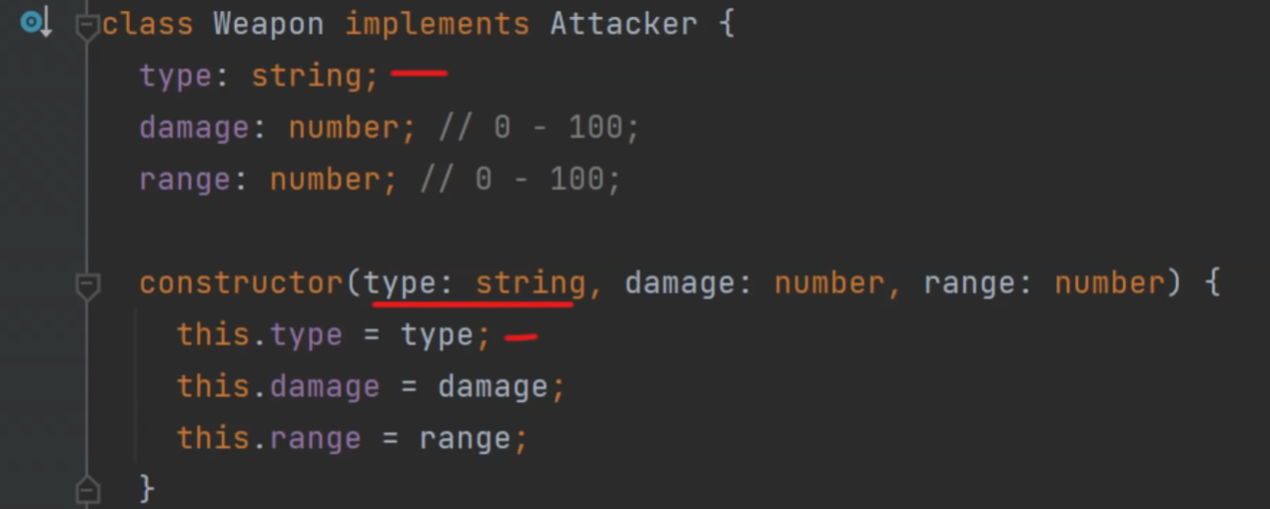 class Weapon implements Attacker {
type: string;
damage: number; // 0 - 100;
range: number; // 0 - 100;
constructor(type: string, damage: number, range: number) {
this.type = type;
this.damage = damage;
this.range = range;
}